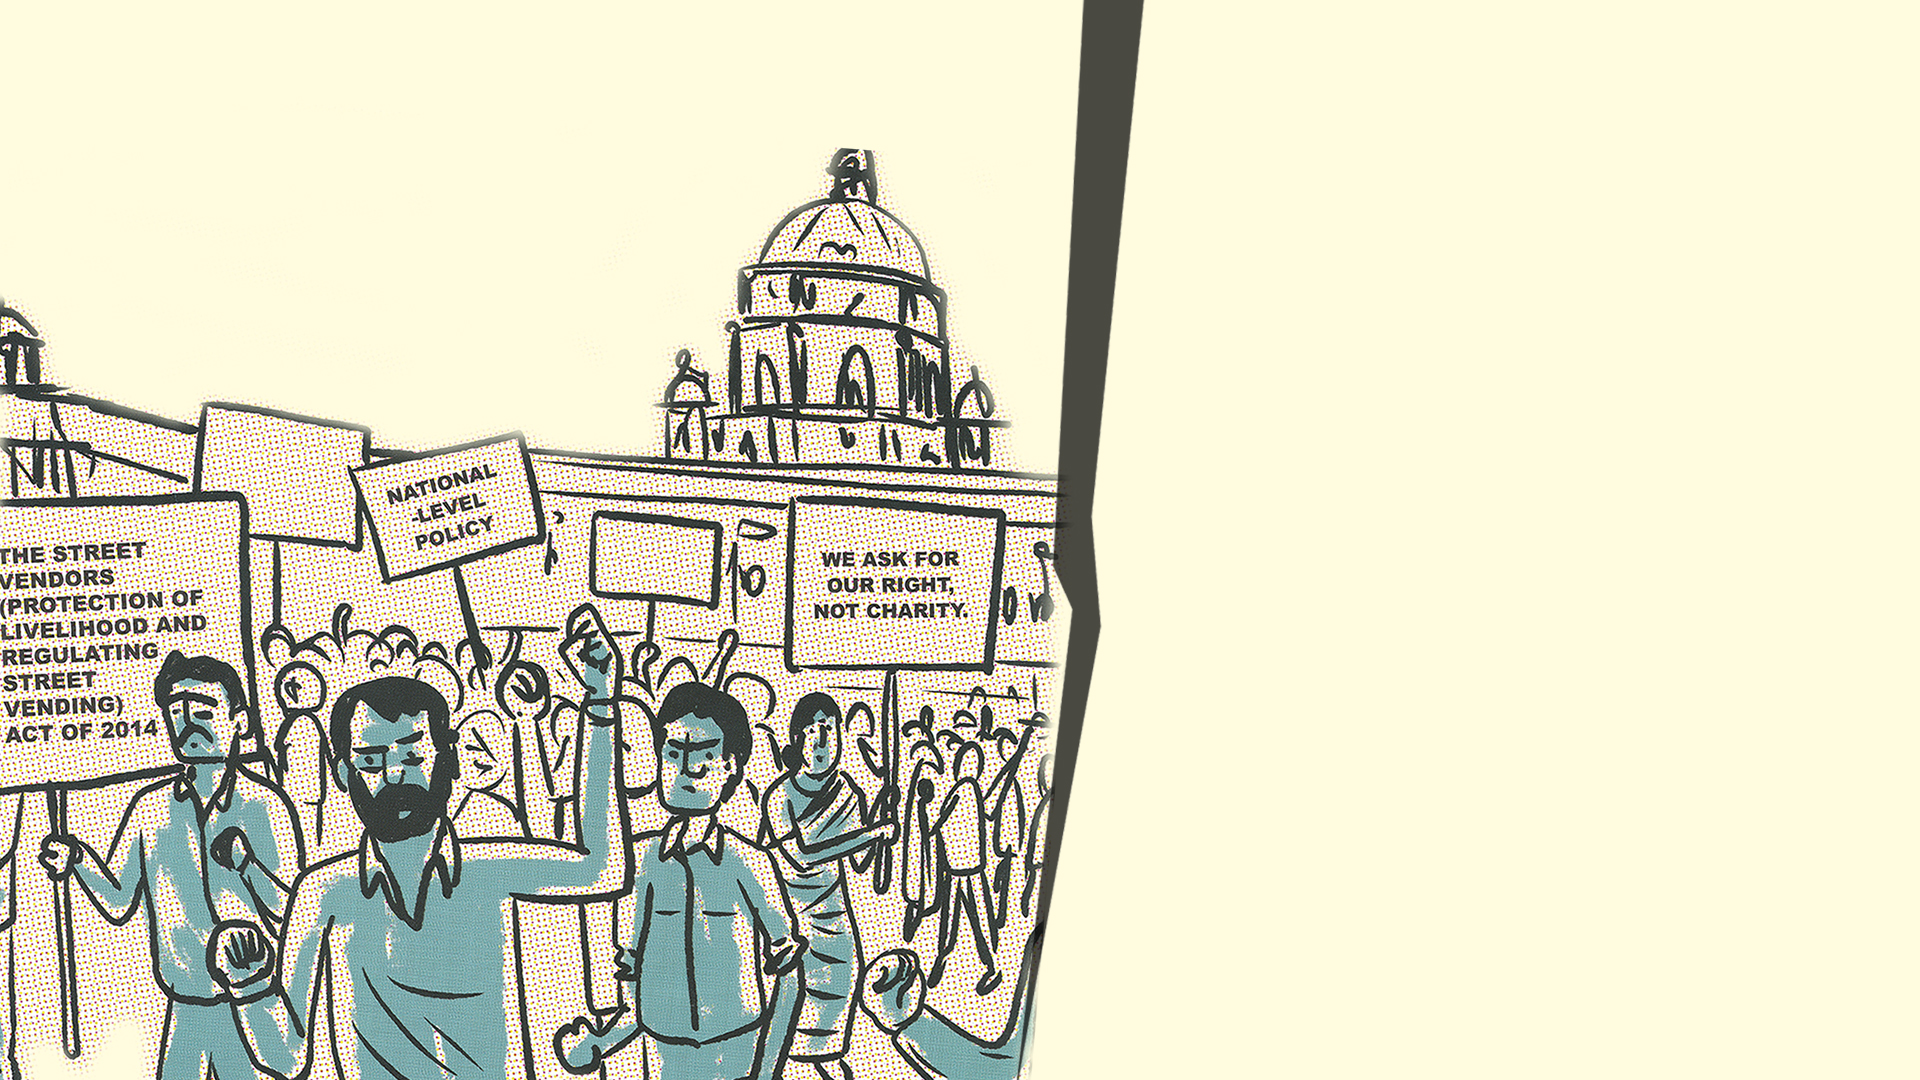 NATIONAL
-LEVEL
POLICY
THE STREET
VENDORS
(PROTECTION OF
LIVELIHOOD AND
REGULATING
STREET
VENDING)
ACT OF 2014
WE ASK FOR
OUR RIGHT,
NOT CHARITY.